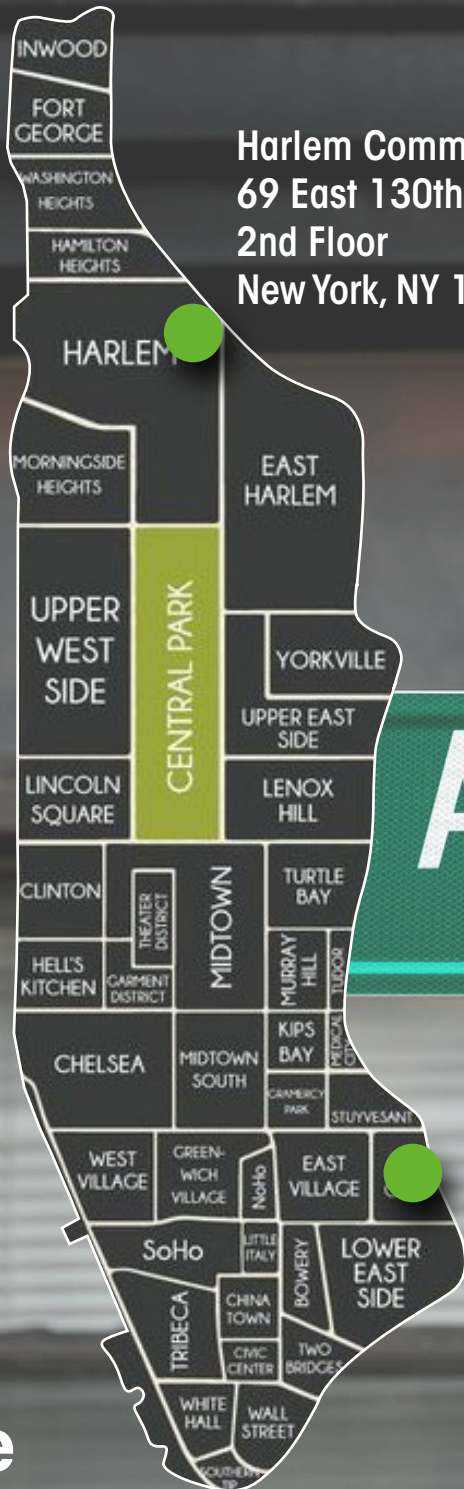 INWOOD
FORT
GEORGE
WASHINGTON
HEIGHTS
HAMILTON
HEIGHTS
Harlem Comm
69 East 130th
2nd Floor
New York, NY 1
HARLEM
MORNINGSIDE
HEIGHTS
EAST
HARLEM
UPPER
WEST
SIDE
CENTRAL PARK
YORKVILLE
UPPER EAST
SIDE
LINCOLN
SQUARE
LENOX
HILL
A
CLINTON
THEATER
DISTRICT
MIDTOWN
TURTLE
BAY
HELL'S
KITCHEN
GARMENT
DISTRICT
MURRAY
HILL
TUDOR
CHELSEA
MIDTOWN
SOUTH
KIPS
BAY
MEDICAL
CITY
GRAMERCY
PARK
STUYVESANT
WEST
VILLAGE
GREEN-
WICH
VILLAGE
NoHo
EAST
VILLAGE
SoHo
LITTLE
ITALY
BOWERY
LOWER
EAST
SIDE
TRIBECA
CHINA
TOWN
CIVIC
CENTER
TWO
BRIDGES
WHITE
HALL
WALL
STREET
SOUTHERN
TIP
e